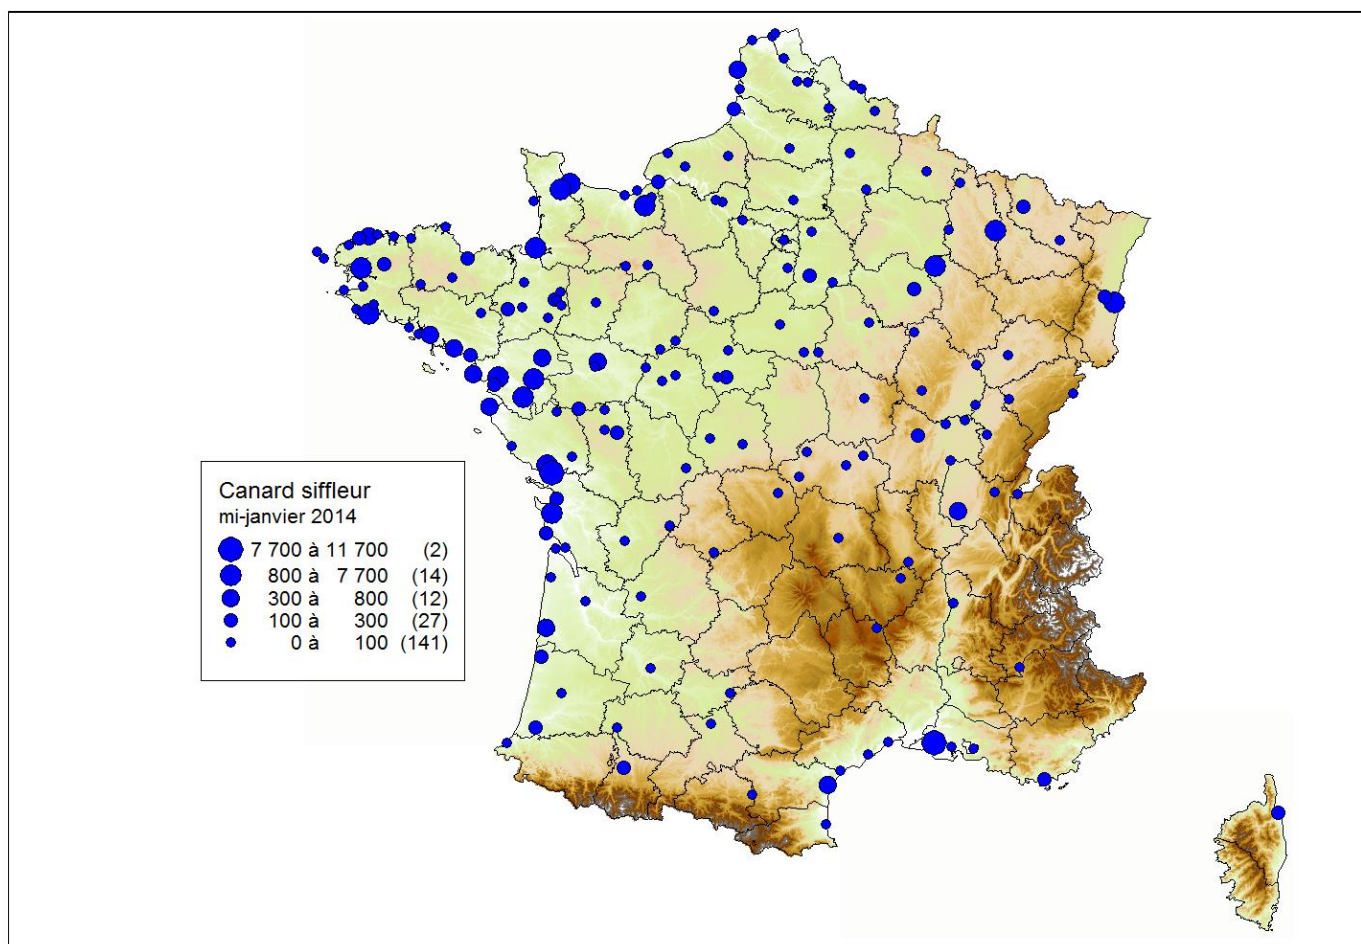 Canard siffleur
mi-janvier 2014
7 700 à 11 700 (2)
800 à 7 700 (14)
300 à 800 (12)
100 à 300 (27)
0 à 100 (141)